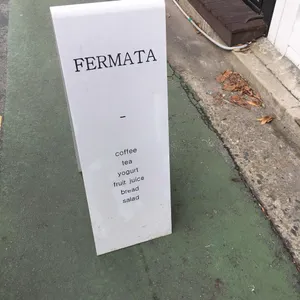 FERMATA
-
coffee
tea
yogurt
fruit juice
bread
salad